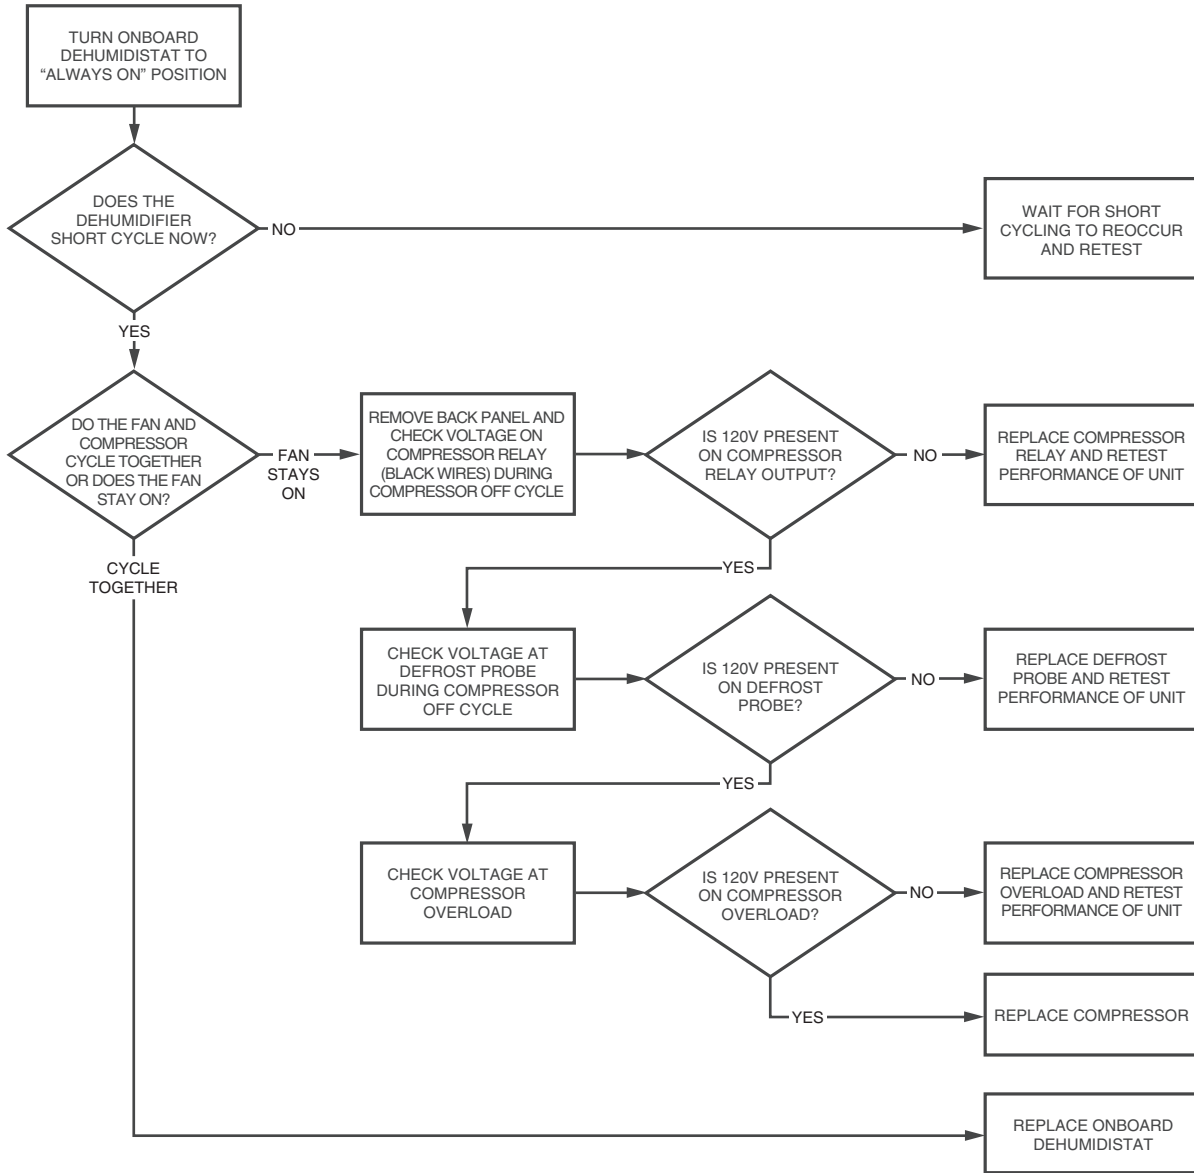 TURN ONBOARD
DEHUMIDISTAT TO
“ALWAYS ON” POSITION
DOES THE
DEHUMIDIFIER
SHORT CYCLE NOW?
NO
WAIT FOR SHORT
CYCLING TO REOCCUR
AND RETEST
YES
DO THE FAN AND
COMPRESSOR
CYCLE TOGETHER
OR DOES THE FAN
STAY ON?
FAN
STAYS
ON
REMOVE BACK PANEL AND
CHECK VOLTAGE ON
COMPRESSOR RELAY
(BLACK WIRES) DURING
COMPRESSOR OFF CYCLE
IS 120V PRESENT
ON COMPRESSOR
RELAY OUTPUT?
NO
REPLACE COMPRESSOR
RELAY AND RETEST
PERFORMANCE OF UNIT
CYCLE
TOGETHER
YES
CHECK VOLTAGE AT
DEFROST PROBE
DURING COMPRESSOR
OFF CYCLE
IS 120V PRESENT
ON DEFROST
PROBE?
NO
REPLACE DEFROST
PROBE AND RETEST
PERFORMANCE OF UNIT
YES
CHECK VOLTAGE AT
COMPRESSOR
OVERLOAD
IS 120V PRESENT
ON COMPRESSOR
OVERLOAD?
NO
REPLACE COMPRESSOR
OVERLOAD AND RETEST
PERFORMANCE OF UNIT
YES
REPLACE COMPRESSOR
REPLACE ONBOARD
DEHUMIDISTAT